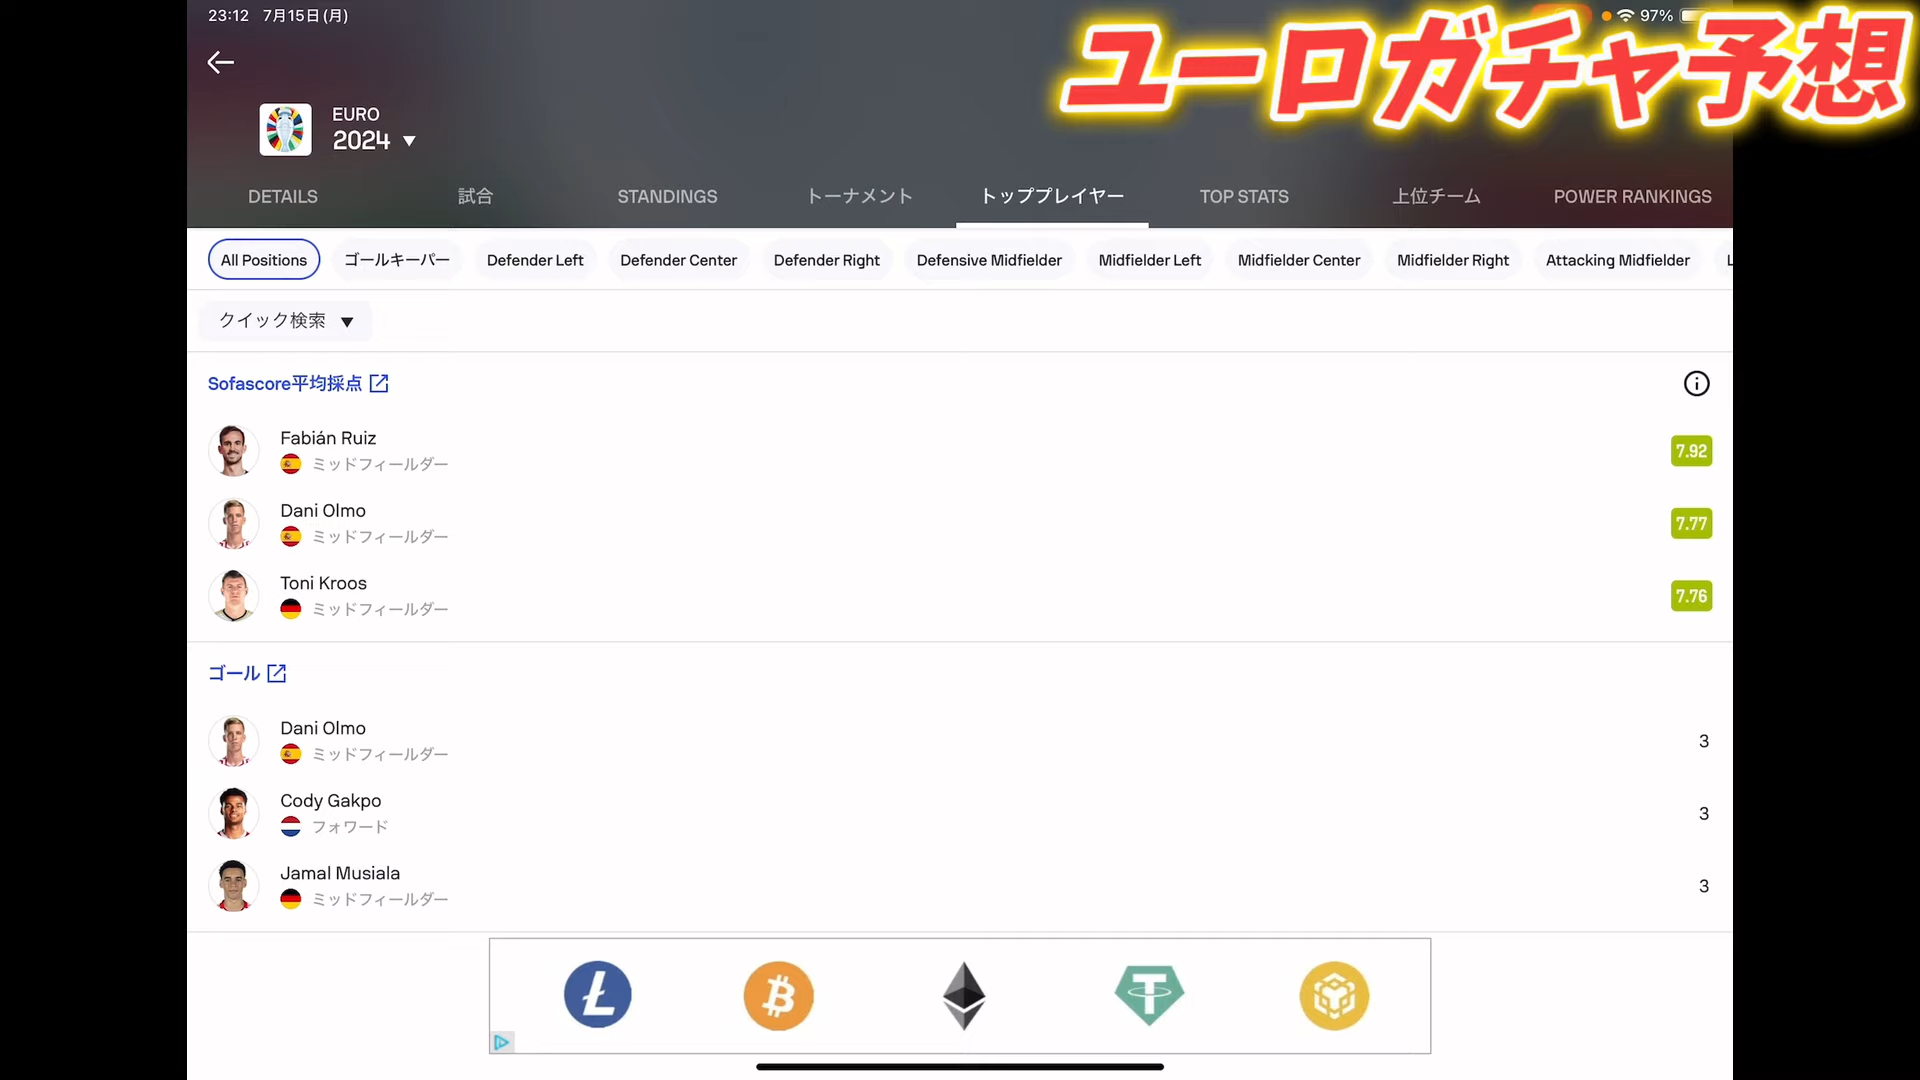 23:12 7月15日(月)
97%
ユーロガチャ予想
EURO
2024
DETAILS
試合
STANDINGS
トーナメント
トッププレイヤー
TOP STATS
上位チーム
POWER RANKINGS
All Positions
ゴールキーパー
Defender Left
Defender Center
Defender Right
Defensive Midfielder
Midfielder Left
Midfielder Center
Midfielder Right
Attacking Midfielder
クイック検索
Sofascore平均採点
Fabián Ruiz
ミッドフィールダー
7.92
Dani Olmo
ミッドフィールダー
7.77
Toni Kroos
ミッドフィールダー
7.76
ゴール
Dani Olmo
ミッドフィールダー
3
Cody Gakpo
フォワード
3
Jamal Musiala
ミッドフィールダー
3